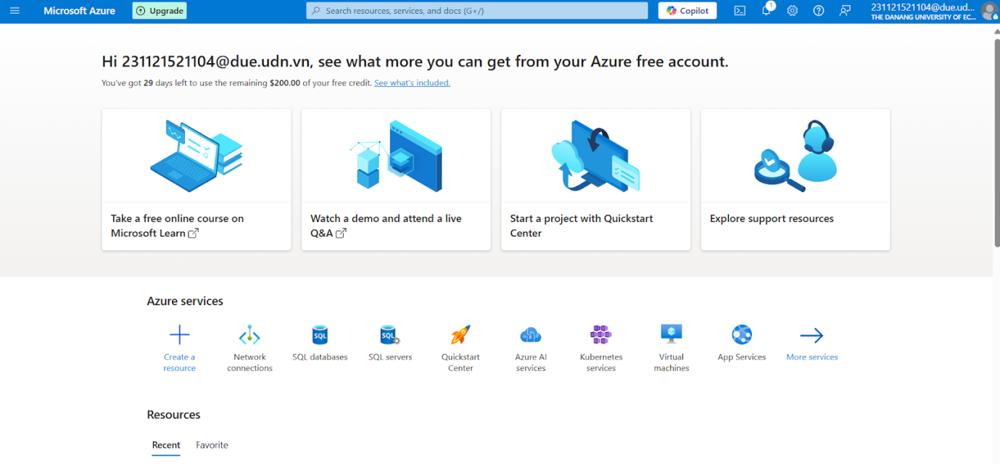 Microsoft Azure
Upgrade
Search resources, services, and docs (G+/)
Copilot
1
231121521104@due.ud...
THE DANANG UNIVERSITY OF EC...
Hi 231121521104@due.udn.vn, see what more you can get from your Azure free account.
You've got 29 days left to use the remaining $200.00 of your free credit. See what's included.
Take a free online course on
Microsoft Learn
Watch a demo and attend a live
Q&A
Start a project with Quickstart
Center
Explore support resources
Azure services
SQL
SQL
Create a
resource
Network
connections
SQL databases
SQL servers
Quickstart
Center
Azure AI
services
Kubernetes
services
Virtual
machines
App Services
More services
Resources
Recent
Favorite